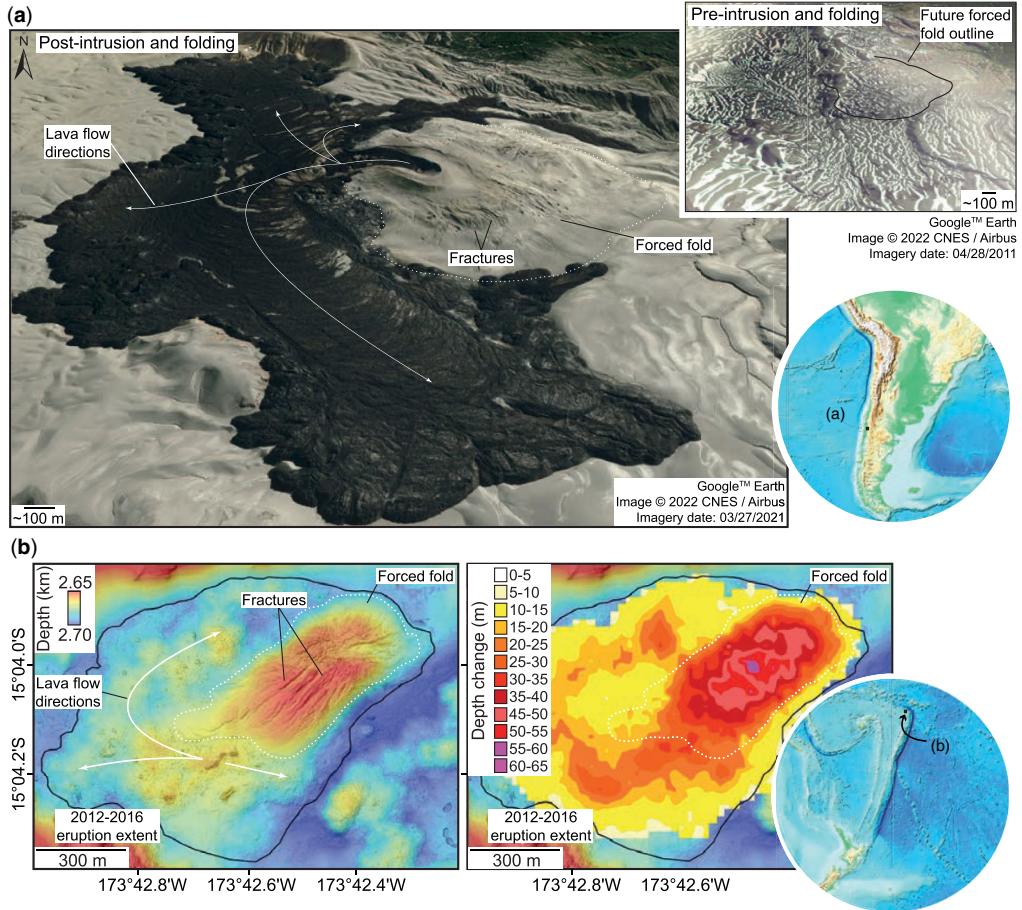 (a)
N
Post-intrusion and folding
Lava flow
directions
Fractures
Forced fold
~100 m
Google™ Earth
Image © 2022 CNES / Airbus
Imagery date: 03/27/2021
Pre-intrusion and folding
Future forced
fold outline
~100 m
Google™ Earth
Image © 2022 CNES / Airbus
Imagery date: 04/28/2011
(a)
(b)
Depth (km)
2.65
2.70
Fractures
Forced fold
Lava flow
directions
2012-2016
eruption extent
300 m
15°04.0'S
15°04.2'S
173°42.8'W
173°42.6'W
173°42.4'W
Depth change (m)
0-5
5-10
10-15
15-20
20-25
25-30
30-35
35-40
45-50
50-55
55-60
60-65
Forced fold
2012-2016
eruption extent
300 m
173°42.8'W
173°42.6'W
(b)